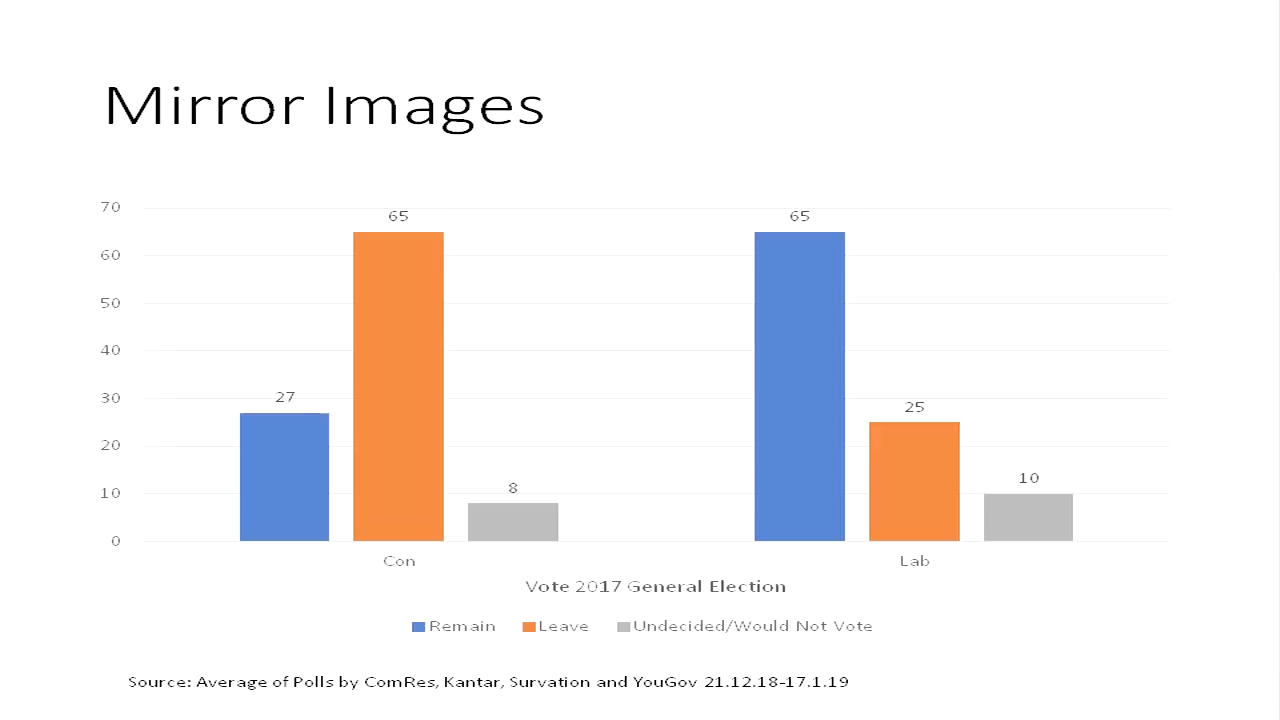 Mirror Images
70
65
65
60
50
40
30
27
25
20
10
10
8
0
Con
Lab
Vote 2017 General Election
Remain Leave Undecided/Would Not Vote
Source: Average of Polls by ComRes, Kantar, Survation and YouGov 21.12.18-17.1.19